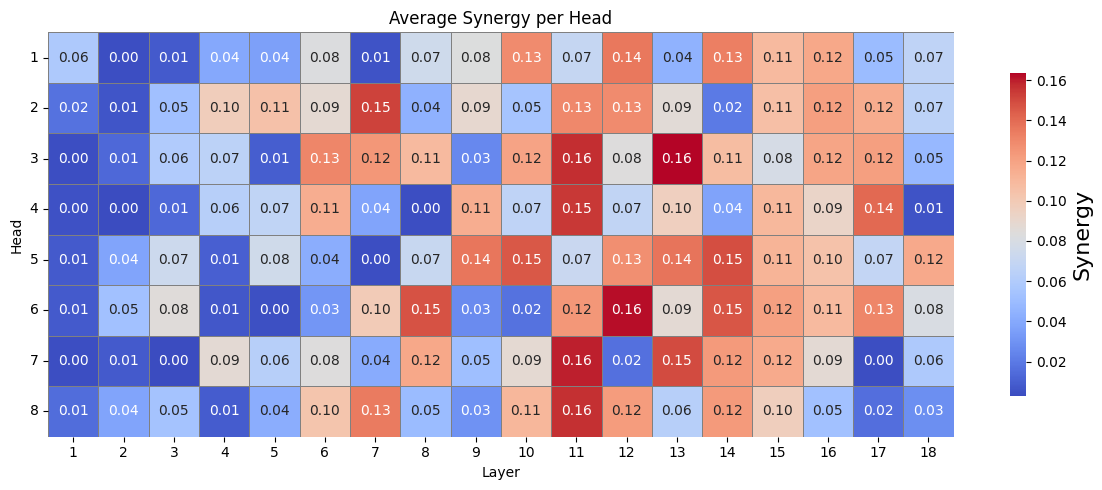 Average Synergy per Head
1 0.06 0.00 0.01 0.04 0.04 0.08 0.01 0.07 0.08 0.13 0.07 0.14 0.04 0.13 0.11 0.12 0.05 0.07
0.16
2 0.02 0.01 0.05 0.10 0.11 0.09 0.15 0.04 0.09 0.05 0.13 0.13 0.09 0.02 0.11 0.12 0.12 0.07
0.14
3 0.00 0.01 0.06 0.07 0.01 0.13 0.12 0.11 0.03 0.12 0.16 0.08 0.16 0.11 0.08 0.12 0.12 0.05
0.12
4 0.00 0.00 0.01 0.06 0.07 0.11 0.04 0.00 0.11 0.07 0.15 0.07 0.10 0.04 0.11 0.09 0.14 0.01
0.10
Head
Synergy
5 0.01 0.04 0.07 0.01 0.08 0.04 0.00 0.07 0.14 0.15 0.07 0.13 0.14 0.15 0.11 0.10 0.07 0.12
0.08
6 0.01 0.05 0.08 0.01 0.00 0.03 0.10 0.15 0.03 0.02 0.12 0.16 0.09 0.15 0.12 0.11 0.13 0.08
0.06
0.04
7 0.00 0.01 0.00 0.09 0.06 0.08 0.04 0.12 0.05 0.09 0.16 0.02 0.15 0.12 0.12 0.09 0.00 0.06
0.02
8 0.01 0.04 0.05 0.01 0.04 0.10 0.13 0.05 0.03 0.11 0.16 0.12 0.06 0.12 0.10 0.05 0.02 0.03
1 2 3 4 5 6 7 8 9 10 11 12 13 14 15 16 17 18
Layer